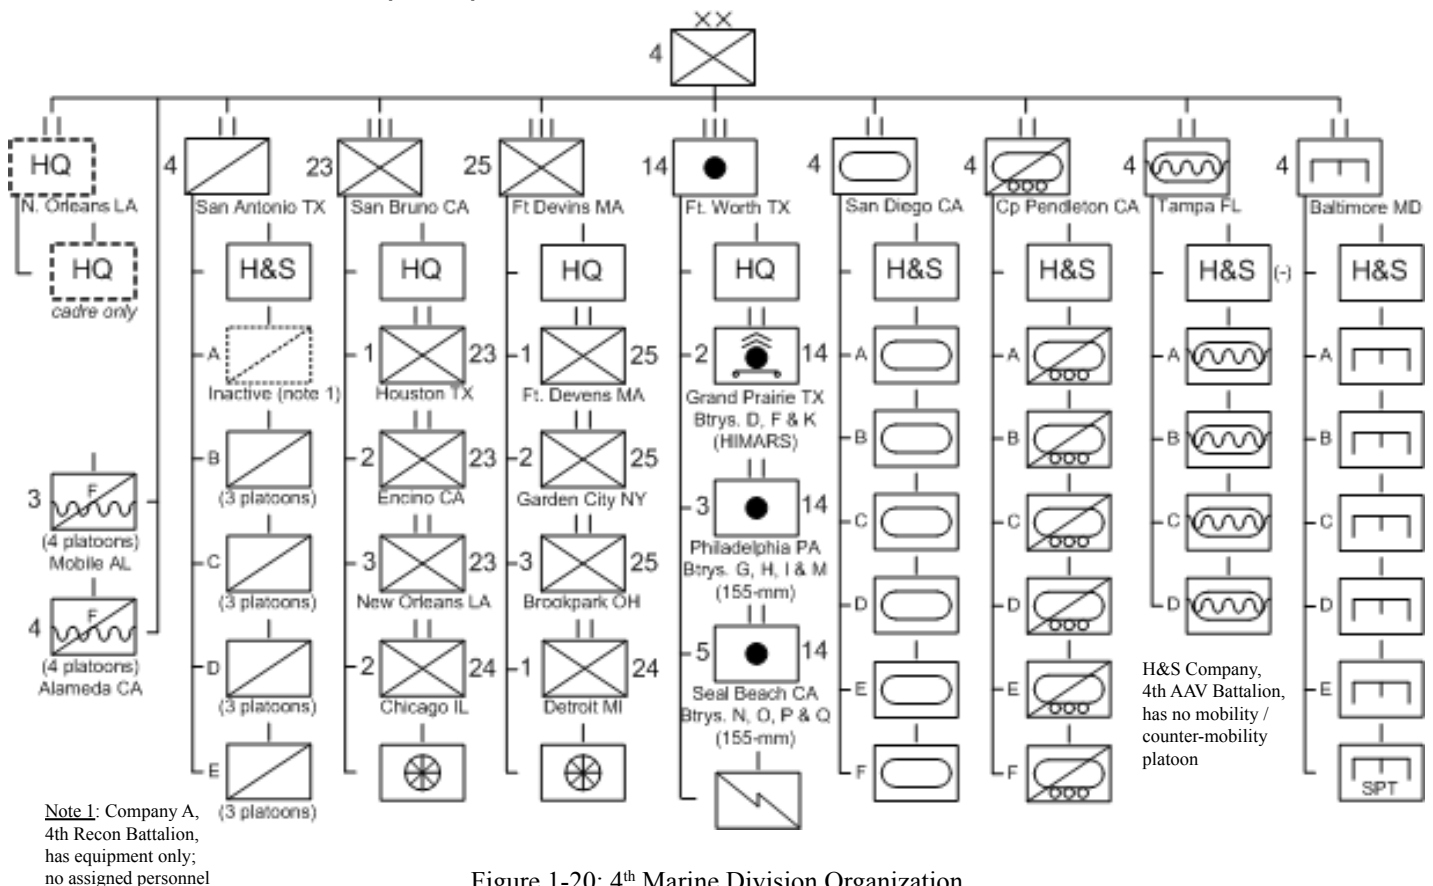 4
HQ
N. Orleans LA
HQ
cadre only
3
F
(4 platoons)
Mobile AL
4
F
(4 platoons)
Alameda CA
4
San Antonio TX
H&S
A
Inactive (note 1)
B
(3 platoons)
C
(3 platoons)
D
(3 platoons)
E
(3 platoons)
23
San Bruno CA
HQ
1
23
Houston TX
2
23
Encino CA
3
23
New Orleans LA
2
24
Chicago IL
25
Ft Devins MA
HQ
1
25
Ft. Devens MA
2
25
Garden City NY
3
25
Brookpark OH
1
24
Detroit MI
14
Ft. Worth TX
HQ
2
14
Grand Prairie TX
Btrys. D, F & K
(HIMARS)
3
14
Philadelphia PA
Btrys. G, H, I & M
(155-mm)
5
14
Seal Beach CA
Btrys. N, O, P & Q
(155-mm)
4
San Diego CA
H&S
A
B
C
D
E
F
4
Cp Pendleton CA
H&S
A
B
C
D
E
F
4
Tampa FL
H&S (-)
A
B
C
D
H&S Company,
4th AAV Battalion,
has no mobility /
counter-mobility
platoon
4
Baltimore MD
H&S
A
B
C
D
E
SPT
Note 1: Company A,
4th Recon Battalion,
has equipment only;
no assigned personnel
Figure 1-20: 4th Marine Division Organization